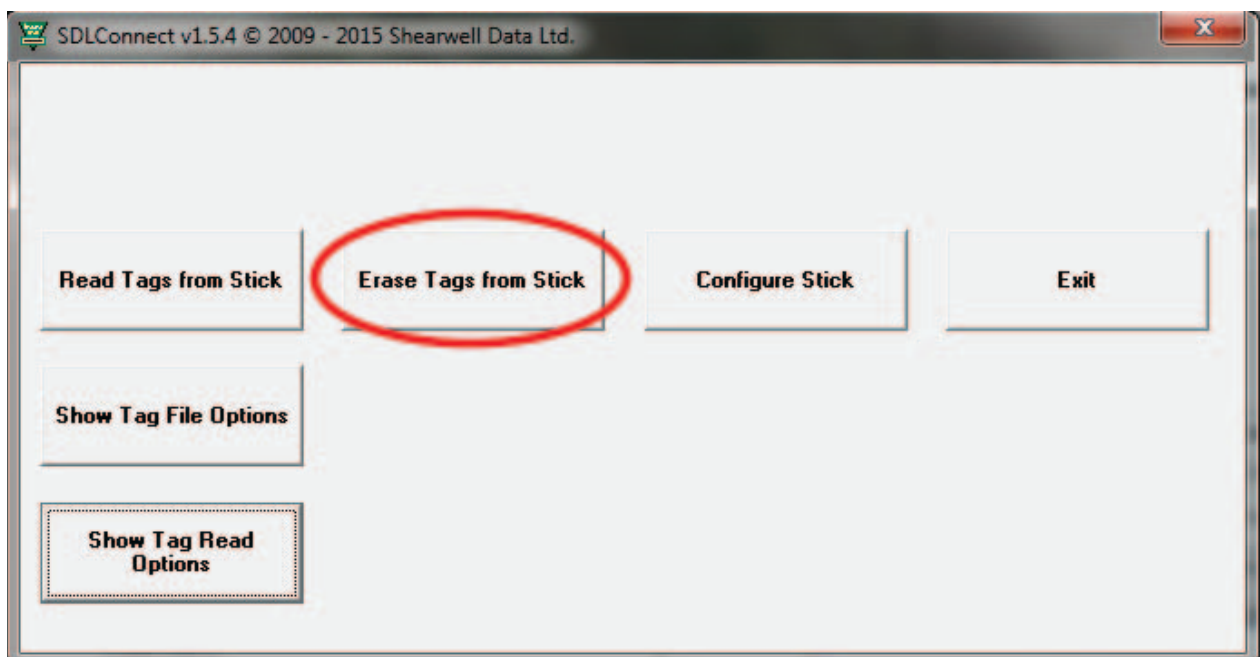 SDLConnect v1.5.4 © 2009 - 2015 Shearwell Data Ltd.
Read Tags from Stick
Erase Tags from Stick
Configure Stick
Exit
Show Tag File Options
Show Tag Read
Options